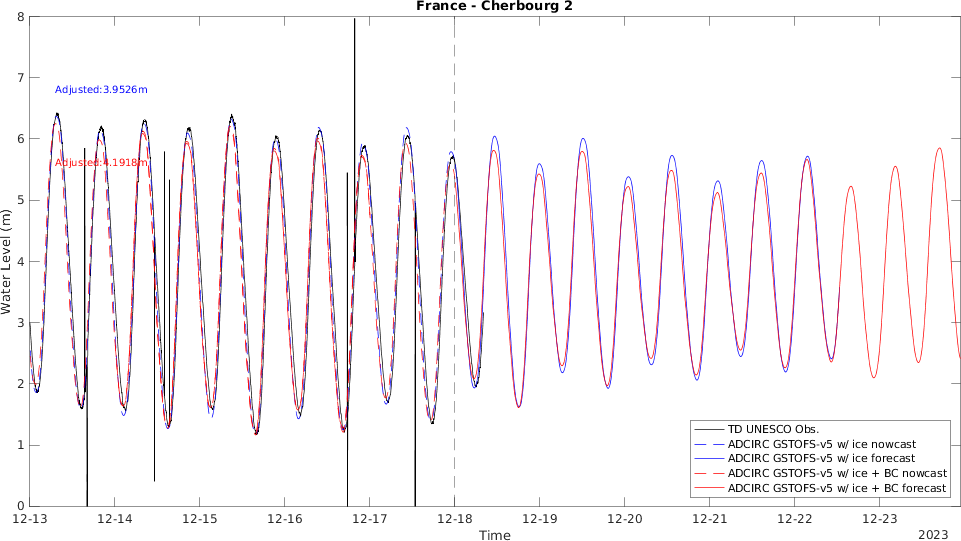 France - Cherbourg 2
8
7
6
5
4
3
2
1
0
Water Level (m)
Adjusted:3.9526m
Adjusted:4.1918m
TD UNESCO Obs.
ADCIRC GSTOFS-v5 w/ ice nowcast
ADCIRC GSTOFS-v5 w/ ice forecast
ADCIRC GSTOFS-v5 w/ ice + BC nowcast
ADCIRC GSTOFS-v5 w/ ice + BC forecast
12-13 12-14 12-15 12-16 12-17 12-18 12-19 12-20 12-21 12-22 12-23
Time
2023